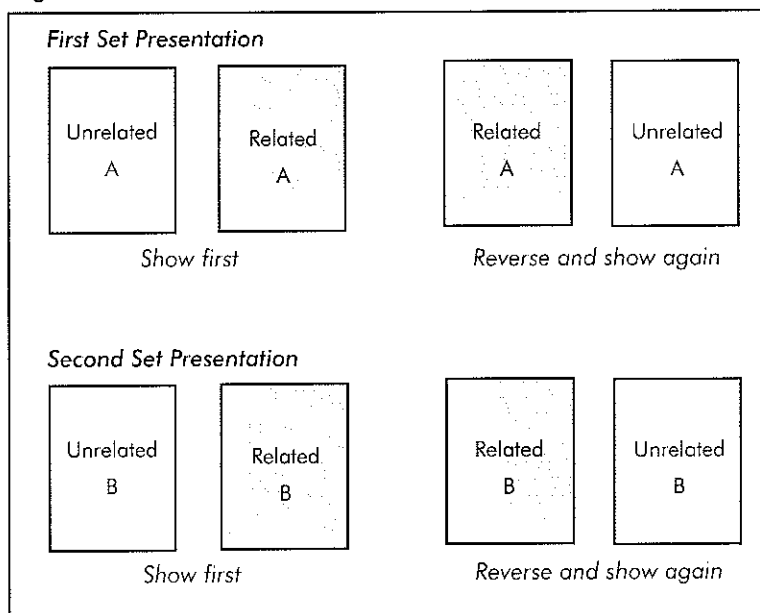 First Set Presentation
Unrelated
A
Related
A
Related
A
Unrelated
A
Show first
Reverse and show again
Second Set Presentation
Unrelated
B
Related
B
Related
B
Unrelated
B
Show first
Reverse and show again